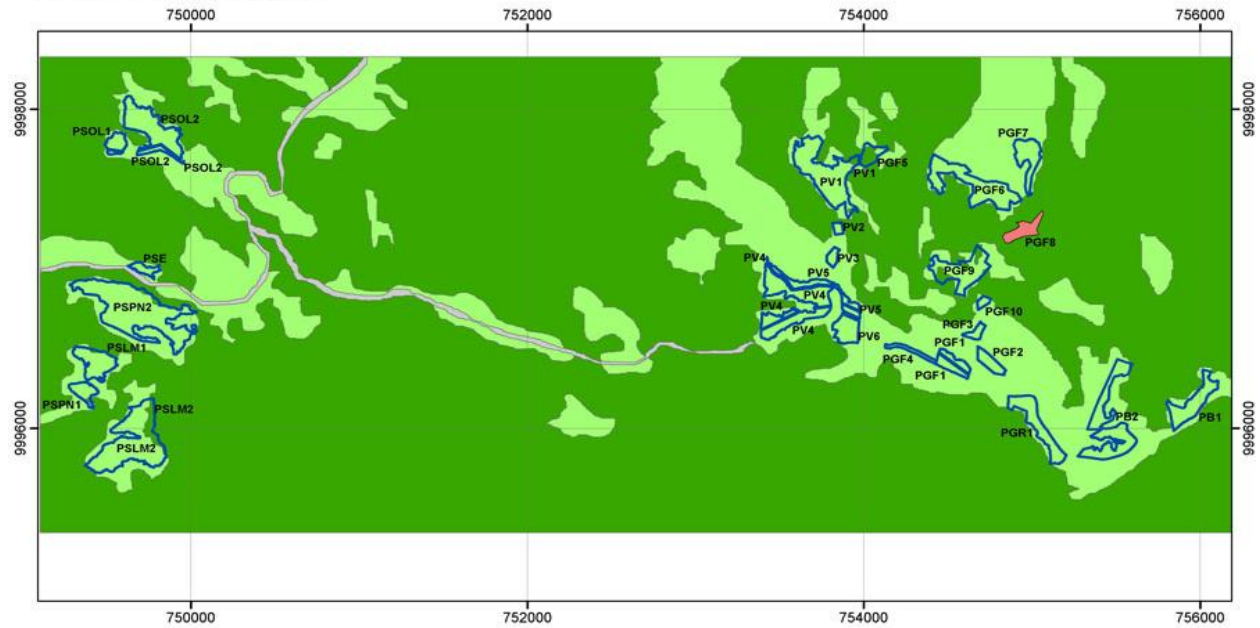 750000 752000 754000 756000
9998000 9998000
PSOL1 PSOL2
PSOL2 PSOL2
PGF7
PV1 PV1 PGF5
PGF6
PV2
PGF8
PV4 PV3
PSE PV5 PGF9
PSPN2 PV4 PV4 PV5 PGF10
PV4 PV6 PGF3
PSLM1 PGF4 PGF1 PGF2
PGF1
PSPN1 PSLM2 PGR1 PB2 PB1
9996000 9996000
PSLM2
750000 752000 754000 756000